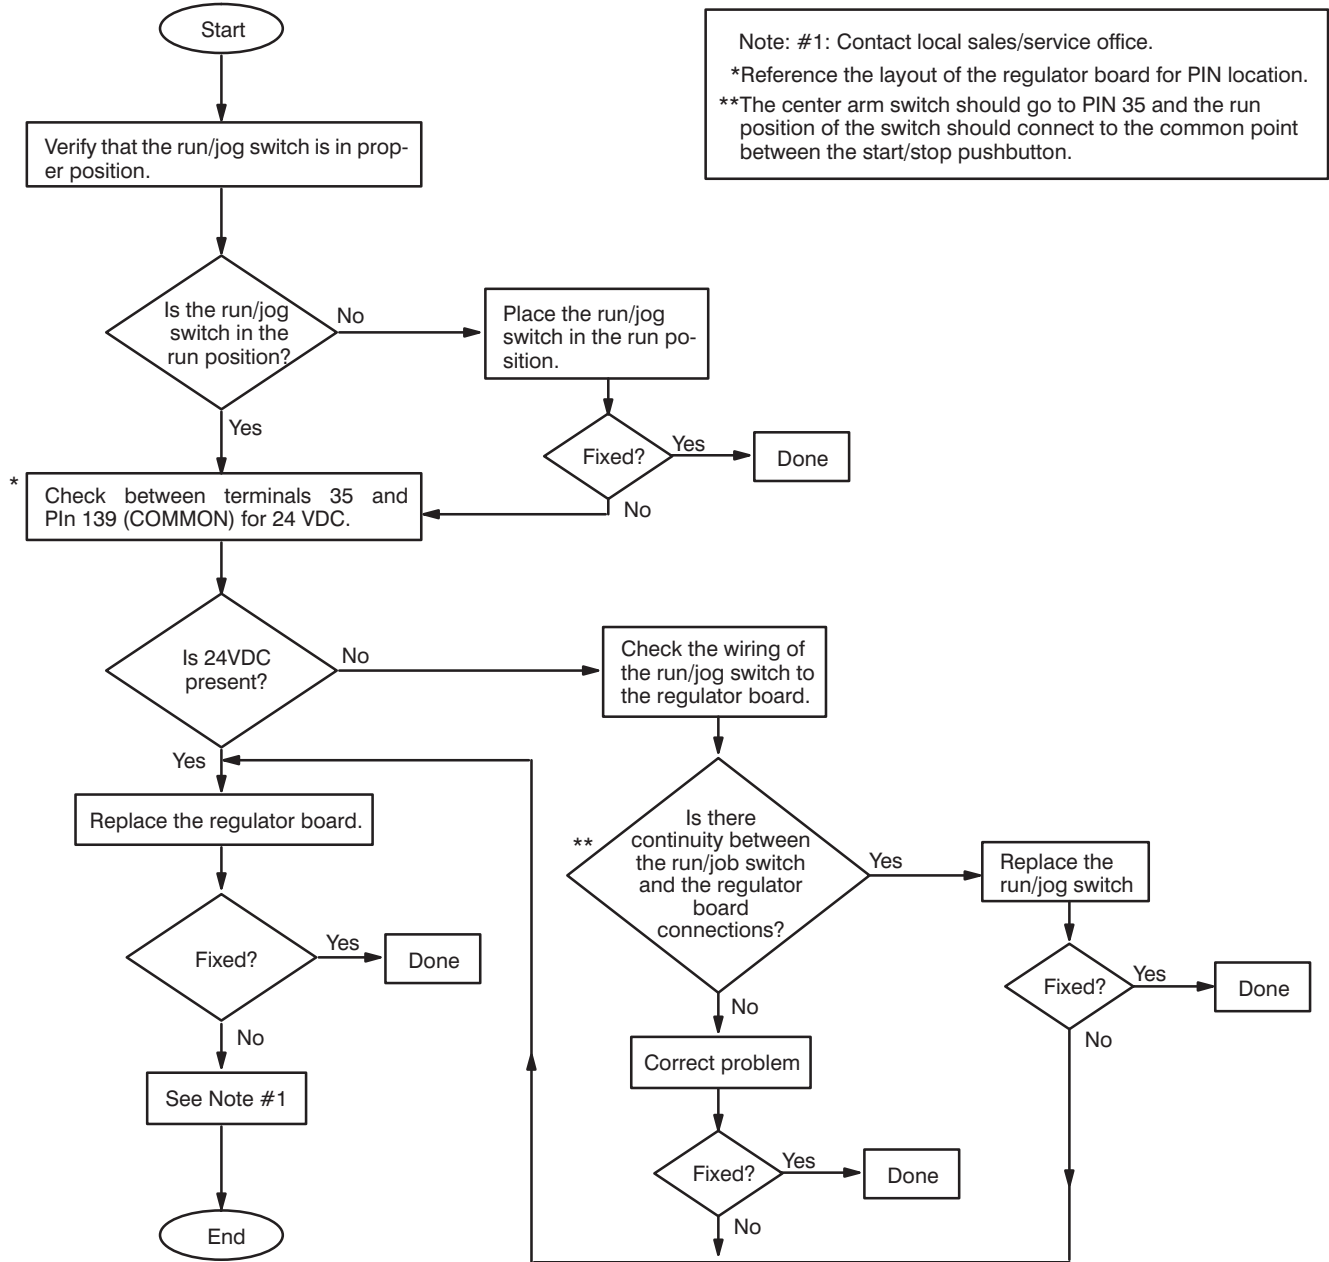 Start
Note: #1: Contact local sales/service office.
*Reference the layout of the regulator board for PIN location.
**The center arm switch should go to PIN 35 and the run
position of the switch should connect to the common point
between the start/stop pushbutton.
Verify that the run/jog switch is in prop-
er position.
Is the run/jog
switch in the
run position?
No
Place the run/jog
switch in the run po-
sition.
Yes
Fixed?
Yes
Done
No
*
Check between terminals 35 and
PIn 139 (COMMON) for 24 VDC.
Is 24VDC
present?
No
Check the wiring of
the run/jog switch to
the regulator board.
Yes
Replace the regulator board.
**
Is there
continuity between
the run/job switch
and the regulator
board
connections?
Yes
Replace the
run/jog switch
Fixed?
Yes
Done
Fixed?
Yes
Done
No
No
No
Correct problem
See Note #1
Fixed?
Yes
Done
No
End